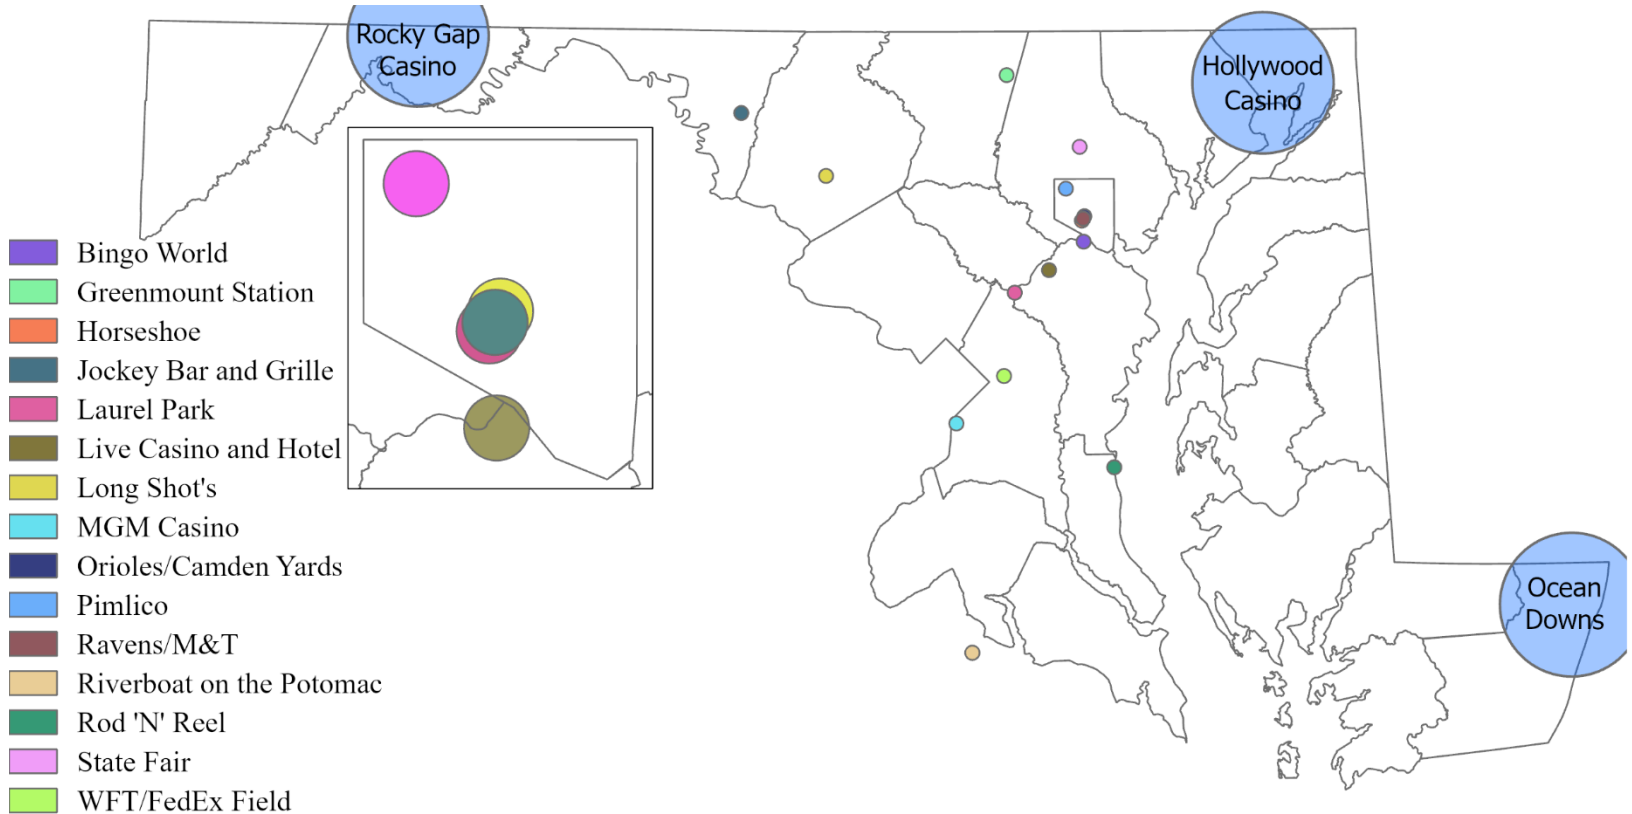 Rocky Gap
Casino
Hollywood
Casino
Bingo World
Greenmount Station
Horseshoe
Jockey Bar and Grille
Laurel Park
Live Casino and Hotel
Long Shot's
MGM Casino
Orioles/Camden Yards
Pimlico
Ravens/M&T
Riverboat on the Potomac
Rod 'N' Reel
State Fair
WFT/FedEx Field
Ocean
Downs